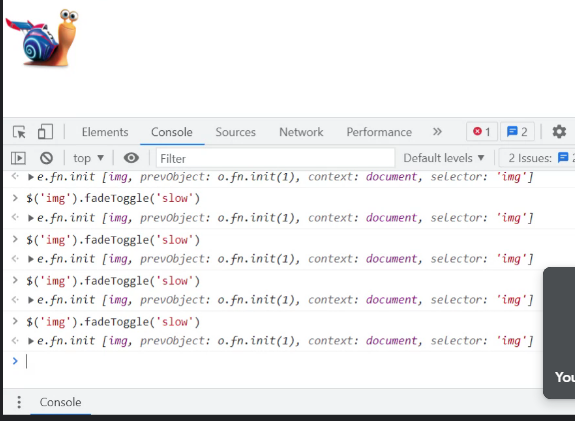 Elements Console Sources Network Performance » 1 2
top ▼ Filter Default levels ▼ 2 Issues: 2
e.fn.init [img, prevObject: o.fn.init(1), context: document, selector: 'img']
> $('img').fadeToggle('slow')
e.fn.init [img, prevObject: o.fn.init(1), context: document, selector: 'img']
> $('img').fadeToggle('slow')
e.fn.init [img, prevObject: o.fn.init(1), context: document, selector: 'img']
> $('img').fadeToggle('slow')
e.fn.init [img, prevObject: o.fn.init(1), context: document, selector: 'img']
> $('img').fadeToggle('slow')
e.fn.init [img, prevObject: o.fn.init(1), context: document, selector: 'img']
>
You
Console